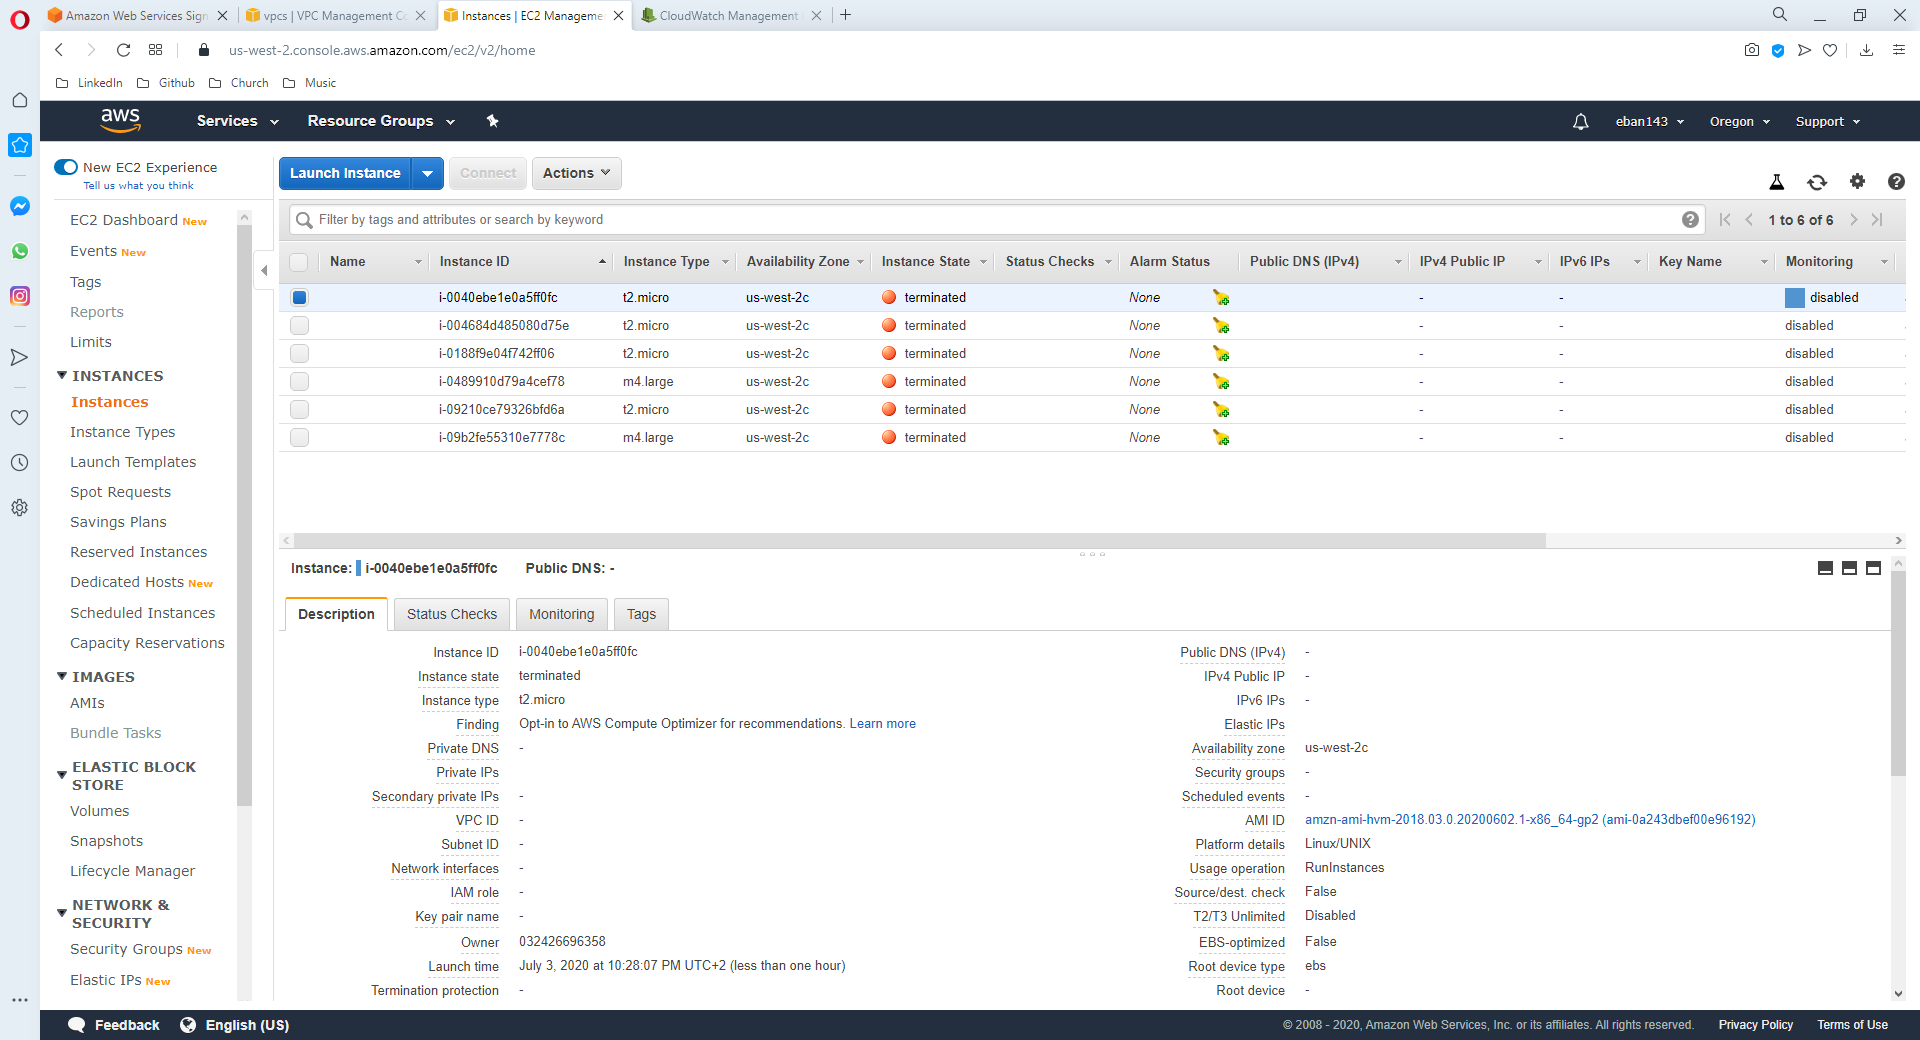 Amazon Web Services Sign
vpcs | VPC Management Co
Instances | EC2 Manageme
CloudWatch Management
us-west-2.console.aws.amazon.com/ec2/v2/home
LinkedIn Github Church Music
aws Services Resource Groups eban143 Oregon Support
New EC2 Experience
Tell us what you think
EC2 Dashboard New
Events New
Tags
Reports
Limits
INSTANCES
Instances
Instance Types
Launch Templates
Spot Requests
Savings Plans
Reserved Instances
Dedicated Hosts New
Scheduled Instances
Capacity Reservations
IMAGES
AMIs
Bundle Tasks
ELASTIC BLOCK
STORE
Volumes
Snapshots
Lifecycle Manager
NETWORK &
SECURITY
Security Groups New
Elastic IPs New
Launch Instance Connect Actions
Filter by tags and attributes or search by keyword 1 to 6 of 6
Name Instance ID Instance Type Availability Zone Instance State Status Checks Alarm Status Public DNS (IPv4) IPv4 Public IP IPv6 IPs Key Name Monitoring
i-0040ebe1e0a5ff0fc t2.micro us-west-2c terminated None - - disabled
i-004684d485080d75e t2.micro us-west-2c terminated None - - disabled
i-0188f9e04f742ff06 t2.micro us-west-2c terminated None - - disabled
i-0489910d79a4cef78 m4.large us-west-2c terminated None - - disabled
i-09210ce79326bfd6a t2.micro us-west-2c terminated None - - disabled
i-09b2fe55310e7778c m4.large us-west-2c terminated None - - disabled
Instance: i-0040ebe1e0a5ff0fc Public DNS: -
Description Status Checks Monitoring Tags
Instance ID i-0040ebe1e0a5ff0fc
Instance state terminated
Instance type t2.micro
Finding Opt-in to AWS Compute Optimizer for recommendations. Learn more
Private DNS -
Private IPs
Secondary private IPs -
VPC ID -
Subnet ID -
Network interfaces -
IAM role -
Key pair name -
Owner 032426696358
Launch time July 3, 2020 at 10:28:07 PM UTC+2 (less than one hour)
Termination protection -
Public DNS (IPv4) -
IPv4 Public IP -
IPv6 IPs -
Elastic IPs
Availability zone us-west-2c
Security groups -
Scheduled events -
AMI ID amzn-ami-hvm-2018.03.0.20200602.1-x86_64-gp2 (ami-0a243dbef00e96192)
Platform details Linux/UNIX
Usage operation RunInstances
Source/dest. check False
T2/T3 Unlimited Disabled
EBS-optimized False
Root device type ebs
Root device -
Feedback English (US) © 2008 - 2020, Amazon Web Services, Inc. or its affiliates. All rights reserved. Privacy Policy Terms of Use